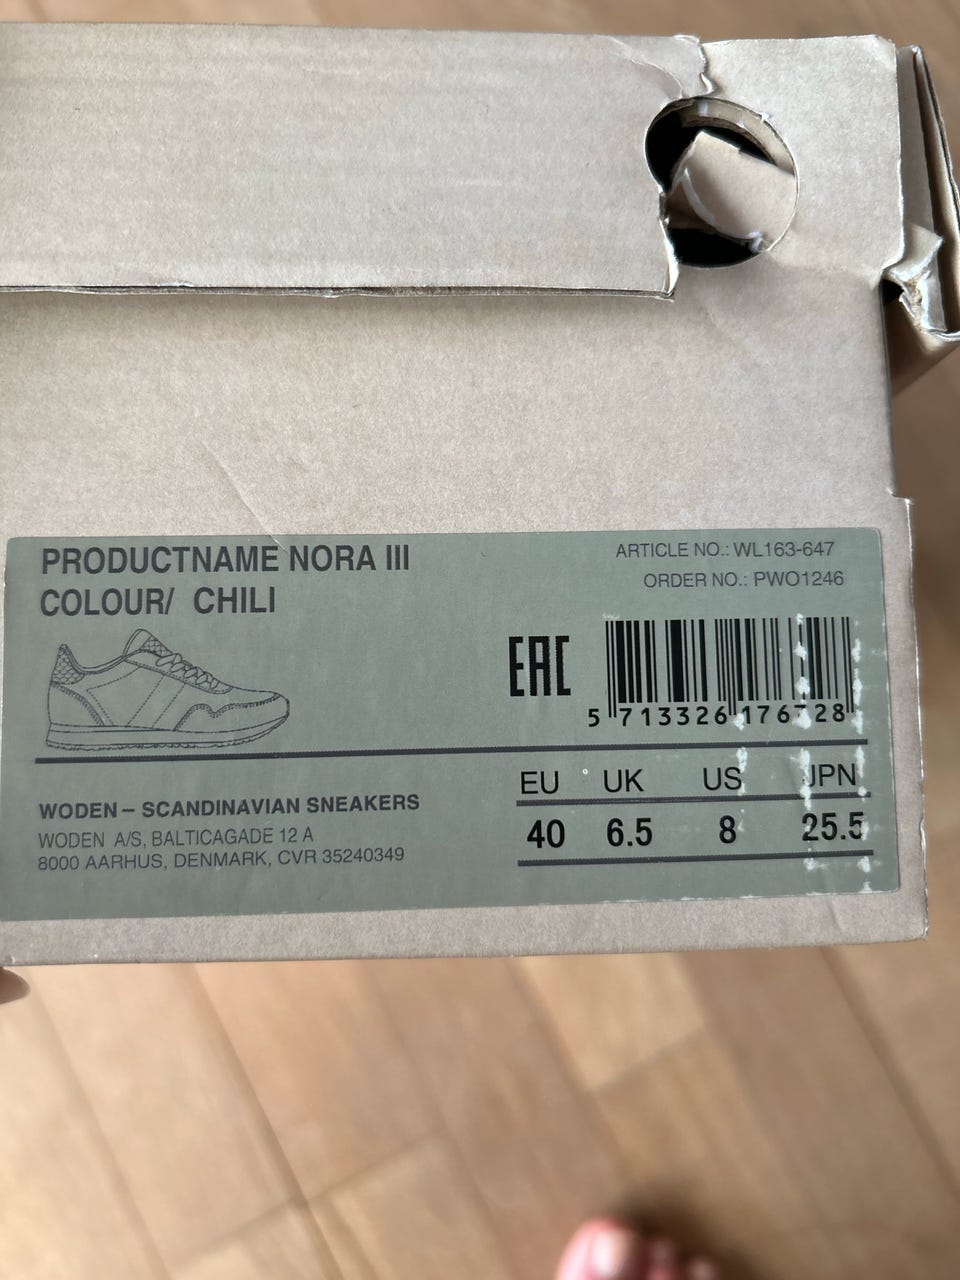 PRODUCTNAME NORA III
COLOUR/ CHILI
ARTICLE NO.: WL163-647
ORDER NO.: PWO1246
EAC
5 713326 176728
WODEN – SCANDINAVIAN SNEAKERS
WODEN A/S, BALTICAGADE 12 A
8000 AARHUS, DENMARK, CVR 35240349
EU UK US JPN
40 6.5 8 25.5